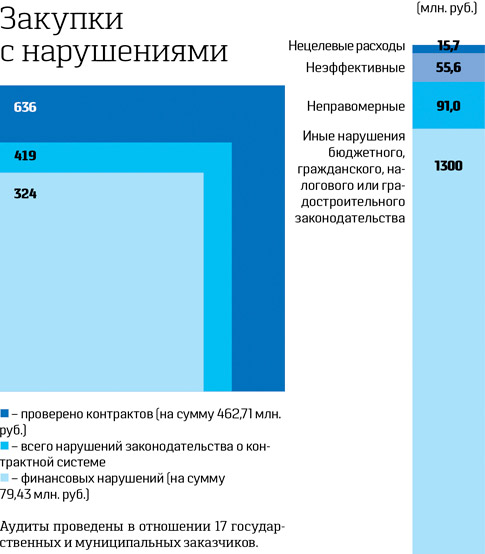 Закупки
с нарушениями
636
419
324
– проверено контрактов (на сумму 462,71 млн.
руб.)
– всего нарушений законодательства о кон-
трактной системе
– финансовых нарушений (на сумму
79,43 млн. руб.)
Аудиты проведены в отношении 17 государ-
ственных и муниципальных заказчиков.
(млн. руб.)
Нецелевые расходы 15,7
Неэффективные 55,6
Неправомерные 91,0
Иные нарушения
бюджетного,
гражданского, на-
логового или гра-
достроительного
законодательства
1300